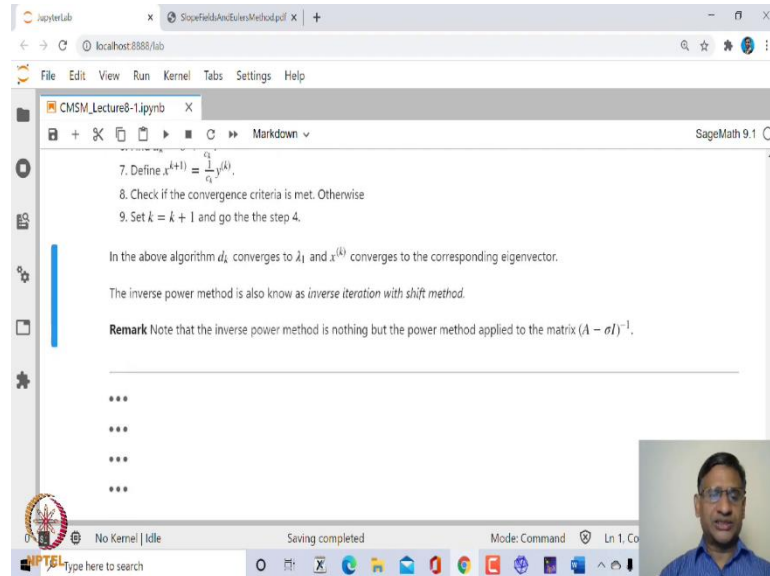 JupyterLab
SlopeFieldsAndEulersMethod.pdf
localhost:8888/lab
File Edit View Run Kernel Tabs Settings Help
CMSM_Lecture8-1.ipynb
Markdown
SageMath 9.1
7. Define x^{k+1)} = \frac{1}{c_k} y^{(k)}.
8. Check if the convergence criteria is met. Otherwise
9. Set k = k + 1 and go the the step 4.
In the above algorithm d_k converges to λ_1 and x^{(k)} converges to the corresponding eigenvector.
The inverse power method is also know as inverse iteration with shift method.
Remark Note that the inverse power method is nothing but the power method applied to the matrix (A − σI)^{−1}.
No Kernel | Idle Saving completed Mode: Command Ln 1, Co
NPTEL
Type here to search